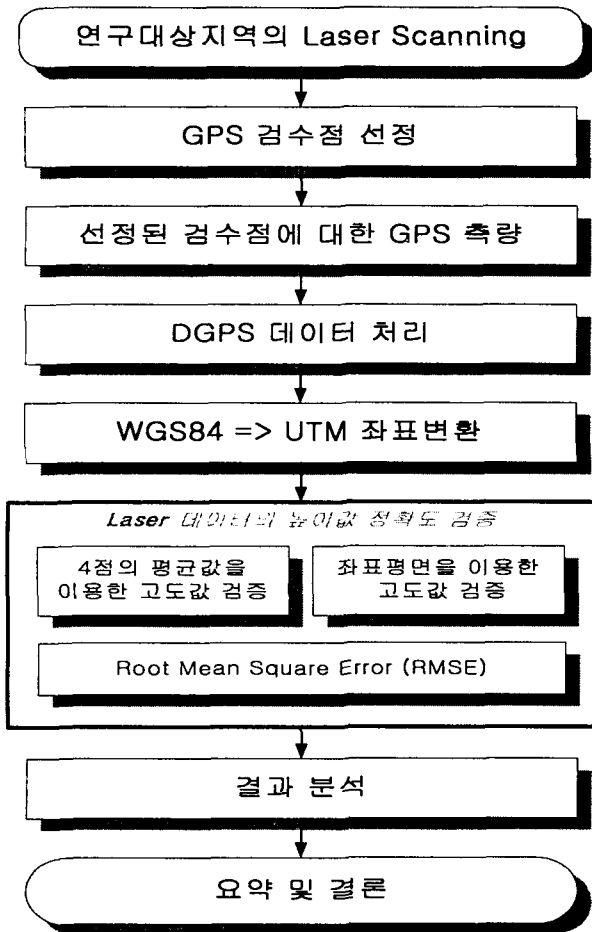 연구대상지역의 Laser Scanning
GPS 검수점 선정
선정된 검수점에 대한 GPS 측량
DGPS 데이터 처리
WGS84 => UTM 좌표변환
Laser 데이터의 높이값 정확도 검증
4점의 평균값을
이용한 고도값 검증
좌표평면을 이용한
고도값 검증
Root Mean Square Error (RMSE)
결과 분석
요약 및 결론